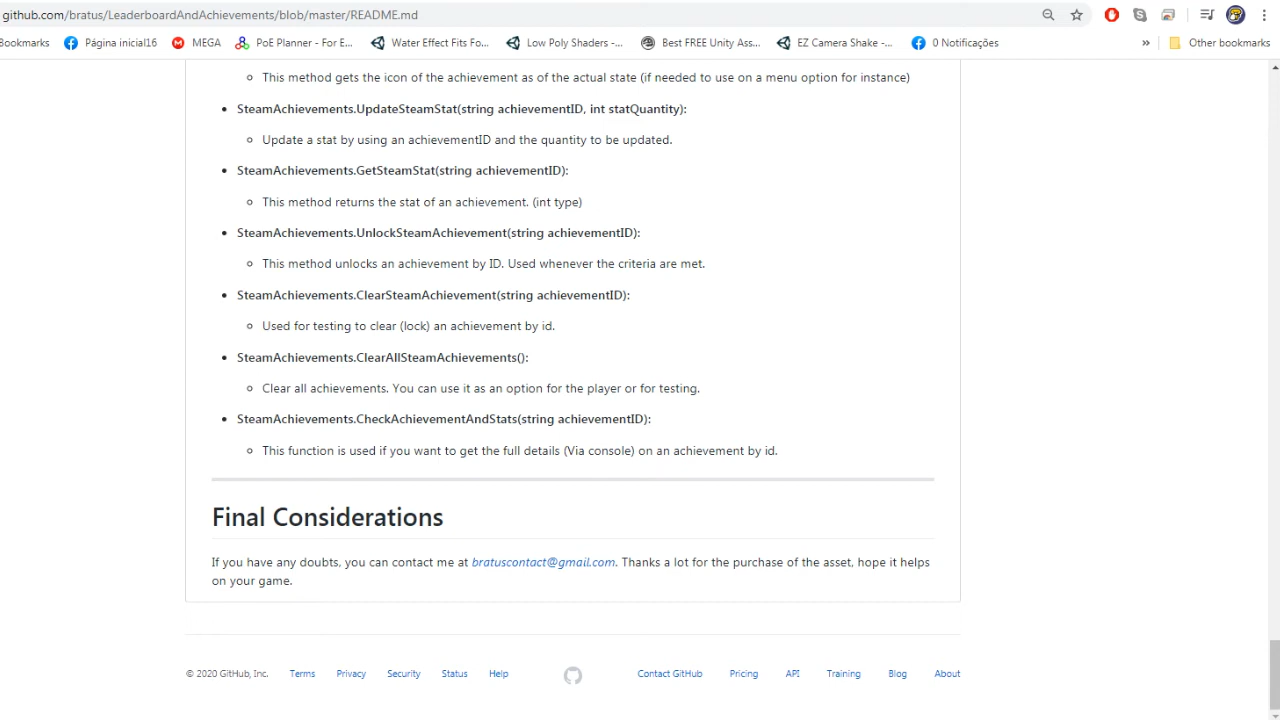 github.com/bratus/LeaderboardAndAchievements/blob/master/README.md
Bookmarks Página inicial16 MEGA PoE Planner - For E... Water Effect Fits Fo... Low Poly Shaders -... Best FREE Unity Ass... EZ Camera Shake -... 0 Notificações » Other bookmarks
This method gets the icon of the achievement as of the actual state (if needed to use on a menu option for instance)
SteamAchievements.UpdateSteamStat(string achievementID, int statQuantity):
Update a stat by using an achievementID and the quantity to be updated.
SteamAchievements.GetSteamStat(string achievementID):
This method returns the stat of an achievement. (int type)
SteamAchievements.UnlockSteamAchievement(string achievementID):
This method unlocks an achievement by ID. Used whenever the criteria are met.
SteamAchievements.ClearSteamAchievement(string achievementID):
Used for testing to clear (lock) an achievement by id.
SteamAchievements.ClearAllSteamAchievements():
Clear all achievements. You can use it as an option for the player or for testing.
SteamAchievements.CheckAchievementAndStats(string achievementID):
This function is used if you want to get the full details (Via console) on an achievement by id.
Final Considerations
If you have any doubts, you can contact me at bratuscontact@gmail.com. Thanks a lot for the purchase of the asset, hope it helps
on your game.
© 2020 GitHub, Inc. Terms Privacy Security Status Help Contact GitHub Pricing API Training Blog About